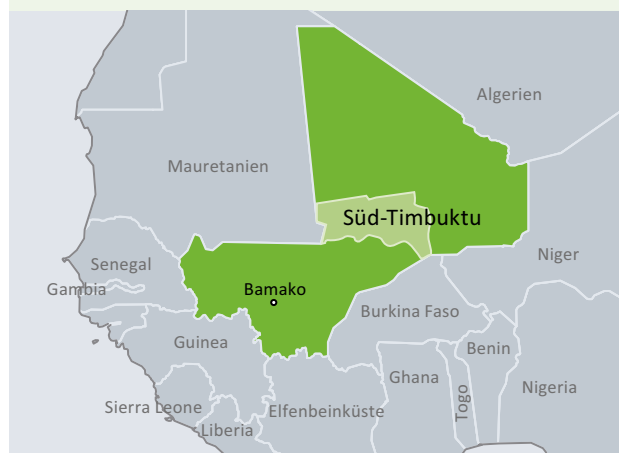 Algerien
Mauretanien
Süd-Timbuktu
Niger
Senegal
Gambia
Bamako
Burkina Faso
Guinea
Benin
Ghana
Nigeria
Togo
Sierra Leone
Elfenbeinküste
Liberia